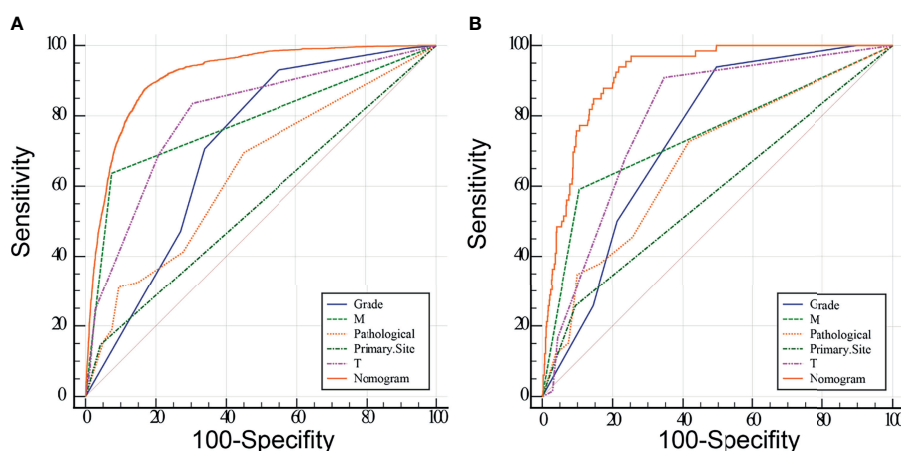 A
Sensitivity
100
80
60
40
20
0
0 20 40 60 80 100
100-Specifity
Grade
M
Pathological
Primary.Site
T
Nomogram
B
Sensitivity
100
80
60
40
20
0
0 20 40 60 80 100
100-Specifity
Grade
M
Pathological
Primary.Site
T
Nomogram